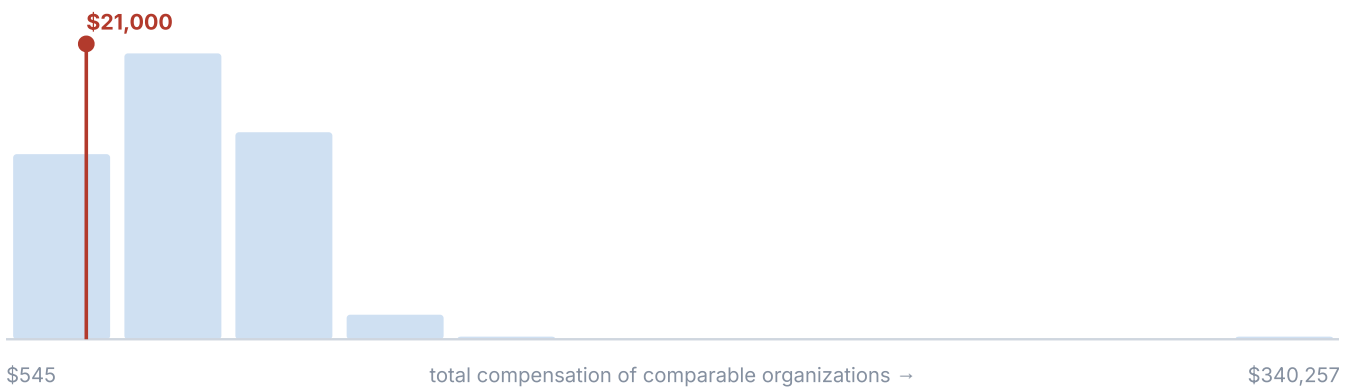 $21,000
$545
total compensation of comparable organizations →
$340,257